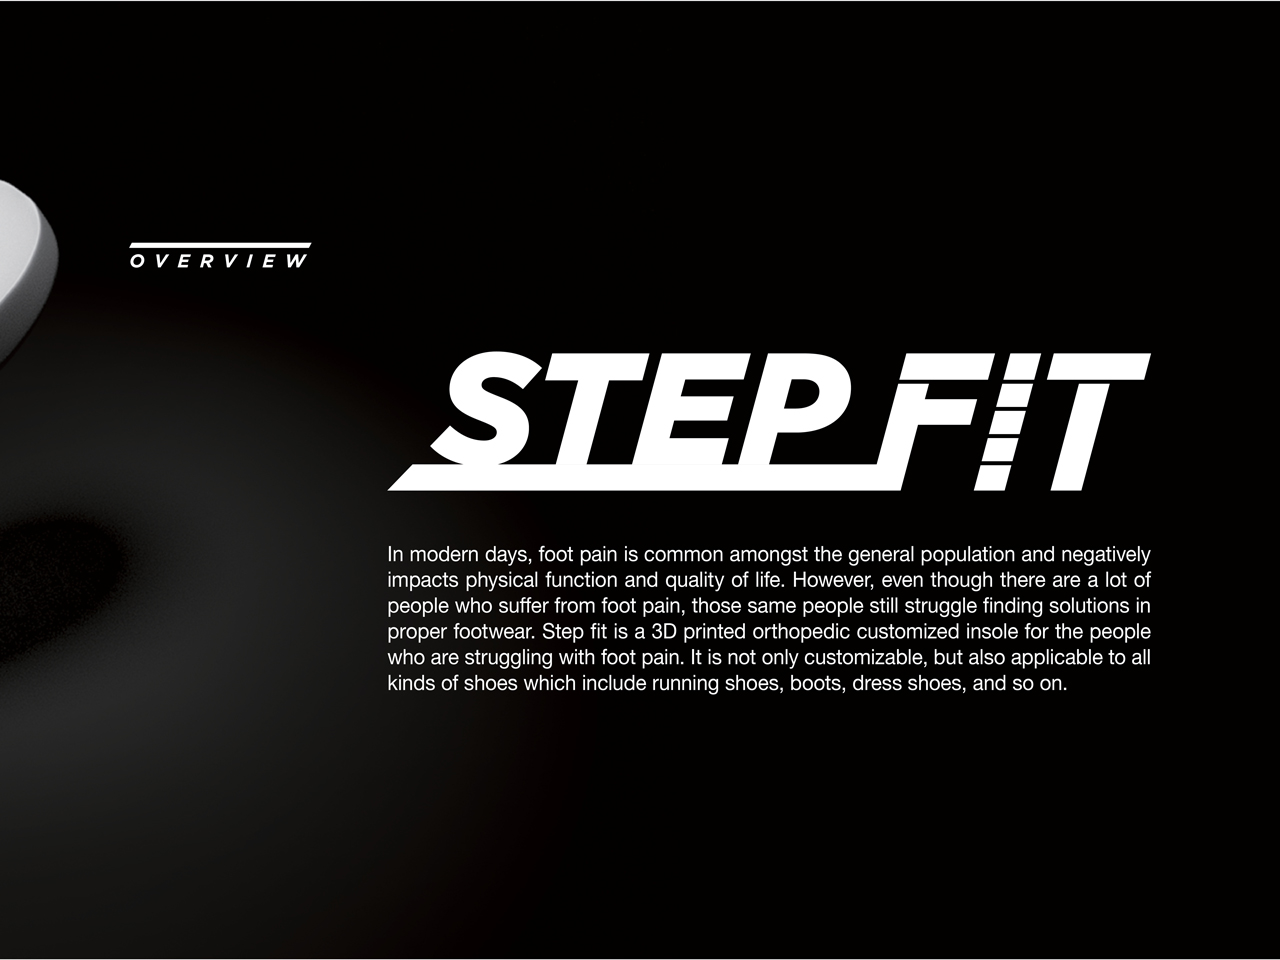 OVERVIEW
STEP FIT
In modern days, foot pain is common amongst the general population and negatively
impacts physical function and quality of life. However, even though there are a lot of
people who suffer from foot pain, those same people still struggle finding solutions in
proper footwear. Step fit is a 3D printed orthopedic customized insole for the people
who are struggling with foot pain. It is not only customizable, but also applicable to all
kinds of shoes which include running shoes, boots, dress shoes, and so on.